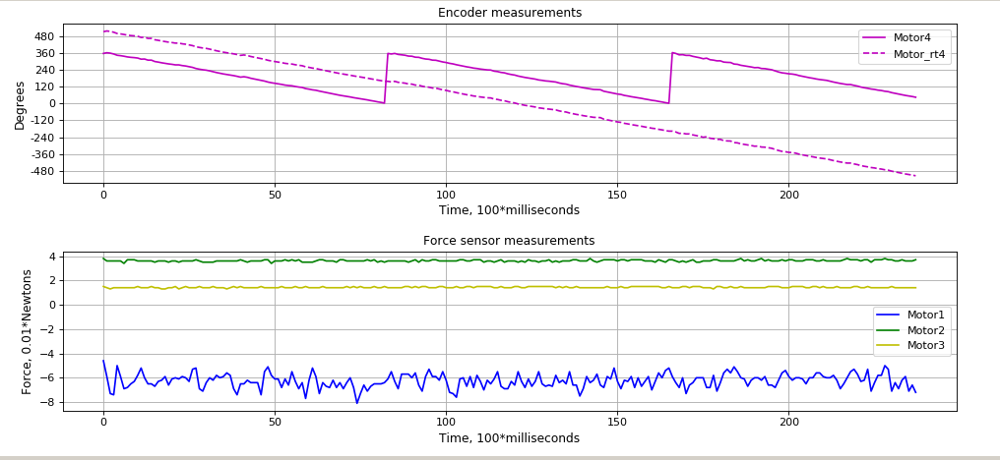 Encoder measurements
480
360
240
120
0
-120
-240
-360
-480
Degrees
Motor4
Motor_rt4
0 50 100 150 200
Time, 100*milliseconds
Force sensor measurements
4
2
0
−2
−4
−6
−8
Force, 0.01*Newtons
Motor1
Motor2
Motor3
0 50 100 150 200
Time, 100*milliseconds